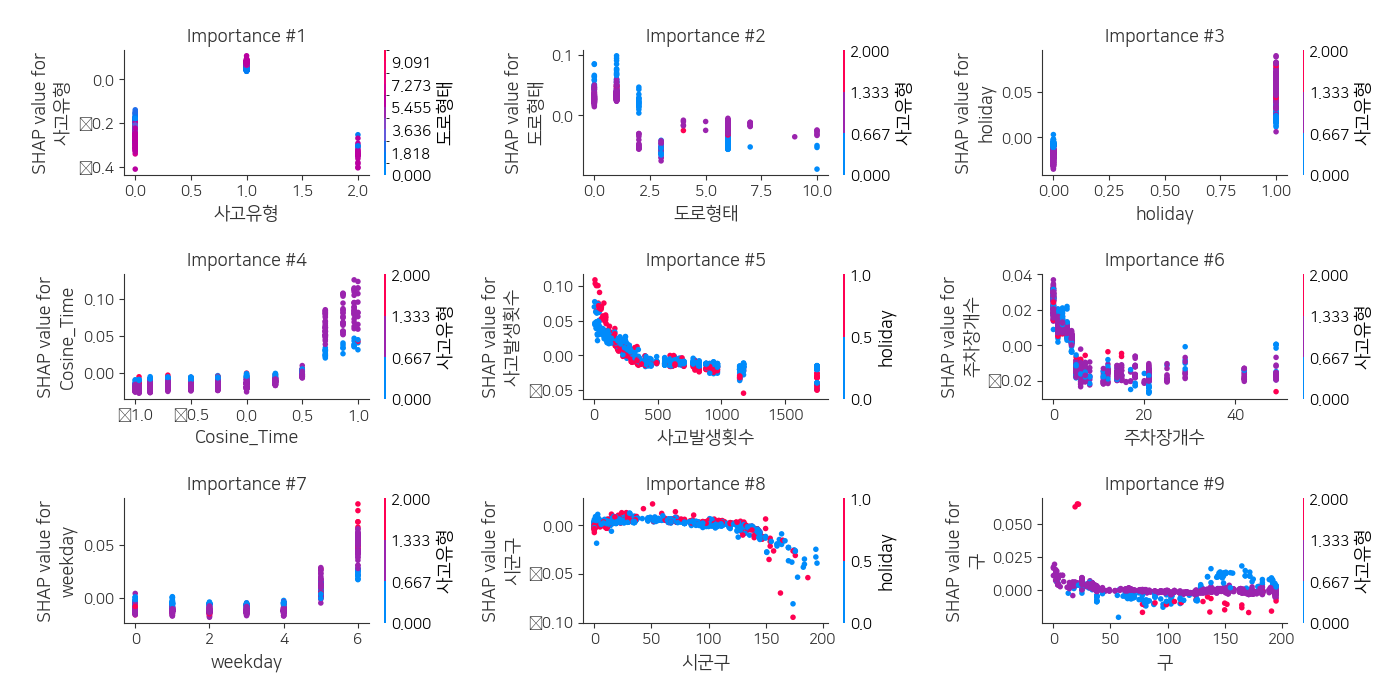 Importance #1
SHAP value for
사고유형
0.0
0.2
0.4
0.0
0.5
1.0
1.5
2.0
사고유형
9.091
7.273
5.455
3.636
1.818
0.000
도로형태
Importance #2
SHAP value for
도로형태
0.1
0.0
0.0
2.5
5.0
7.5
10.0
도로형태
2.000
1.333
0.667
0.000
사고유형
Importance #3
SHAP value for
holiday
0.05
0.00
0.00
0.25
0.50
0.75
1.00
holiday
2.000
1.333
0.667
0.000
사고유형
Importance #4
SHAP value for
Cosine_Time
0.10
0.05
0.00
1.0
0.5
0.0
0.5
1.0
Cosine_Time
2.000
1.333
0.667
0.000
사고유형
Importance #5
SHAP value for
사고발생횟수
0.10
0.05
0.00
0.05
0
500
1000
1500
사고발생횟수
1.0
0.5
0.0
holiday
Importance #6
SHAP value for
주차장개수
0.04
0.02
0.00
0.02
0
20
40
주차장개수
2.000
1.333
0.667
0.000
사고유형
Importance #7
SHAP value for
weekday
0.05
0.00
0
2
4
6
weekday
2.000
1.333
0.667
0.000
사고유형
Importance #8
SHAP value for
시군구
0.00
0.05
0.10
0
50
100
150
200
시군구
1.0
0.5
0.0
holiday
Importance #9
SHAP value for
구
0.050
0.025
0.000
0
50
100
150
200
구
2.000
1.333
0.667
0.000
사고유형